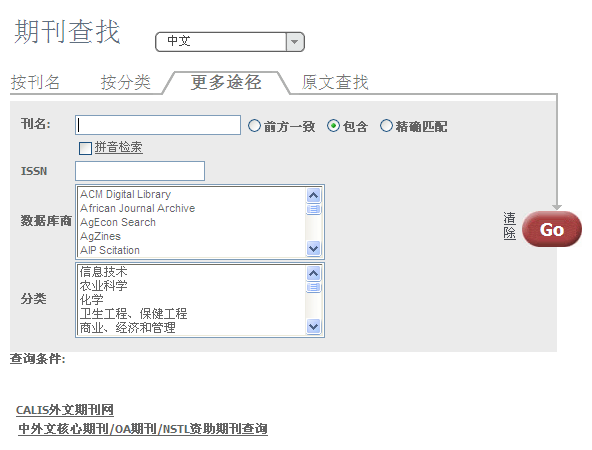 期刊查找
中文
按刊名 按分类 更多途径 原文查找
刊名: 前方一致 包含 精确匹配
拼音检索
ISSN
数据库商
ACM Digital Library
African Journal Archive
AgEcon Search
AgZines
AIP Scitation
清除
Go
分类
信息技术
农业科学
化学
卫生工程、保健工程
商业、经济和管理
查询条件:
CALIS外文期刊网
中外文核心期刊/OA期刊/NSTL资助期刊查询